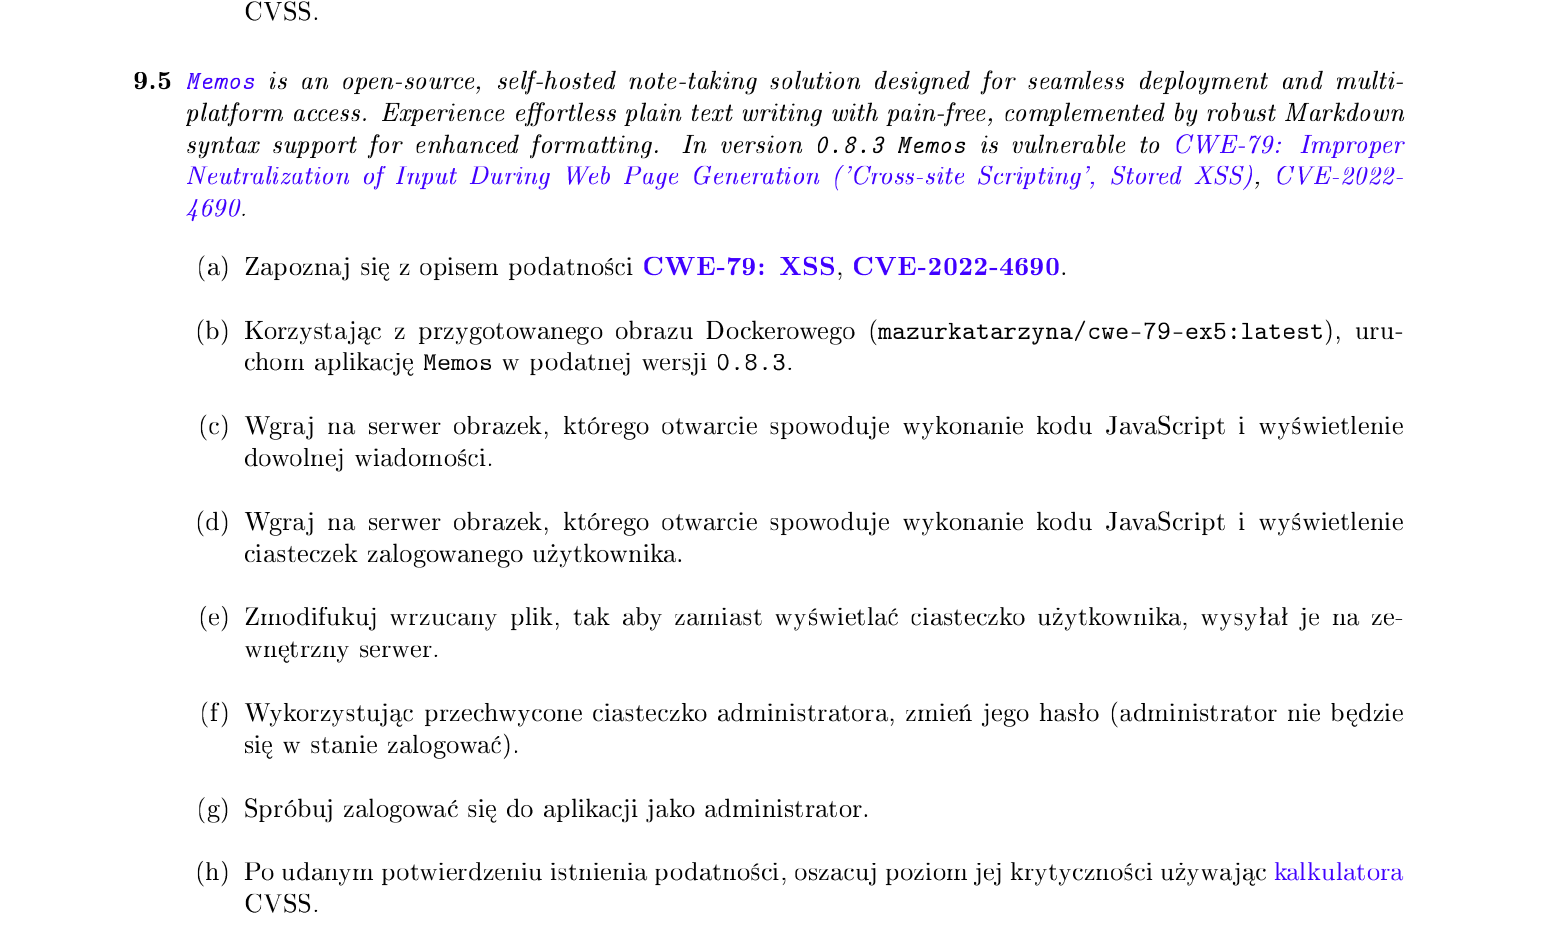 CVSS.
9.5 Memos is an open-source, self-hosted note-taking solution designed for seamless deployment and multi-
platform access. Experience effortless plain text writing with pain-free, complemented by robust Markdown
syntax support for enhanced formatting. In version 0.8.3 Memos is vulnerable to CWE-79: Improper
Neutralization of Input During Web Page Generation ('Cross-site Scripting', Stored XSS), CVE-2022-
4690.
(a) Zapoznaj się z opisem podatności CWE-79: XSS, CVE-2022-4690.
(b) Korzystając z przygotowanego obrazu Dockerowego (mazurkatarzyna/cwe-79-ex5:latest), uru-
chom aplikację Memos w podatnej wersji 0.8.3.
(c) Wgraj na serwer obrazek, którego otwarcie spowoduje wykonanie kodu JavaScript i wyświetlenie
dowolnej wiadomości.
(d) Wgraj na serwer obrazek, którego otwarcie spowoduje wykonanie kodu JavaScript i wyświetlenie
ciasteczek zalogowanego użytkownika.
(e) Zmodifukuj wrzucany plik, tak aby zamiast wyświetlać ciasteczko użytkownika, wysyłał je na ze-
wnętrzny serwer.
(f) Wykorzystując przechwycone ciasteczko administratora, zmień jego hasło (administrator nie będzie
się w stanie zalogować).
(g) Spróbuj zalogować się do aplikacji jako administrator.
(h) Po udanym potwierdzeniu istnienia podatności, oszacuj poziom jej krytyczności używając kalkulatora
CVSS.